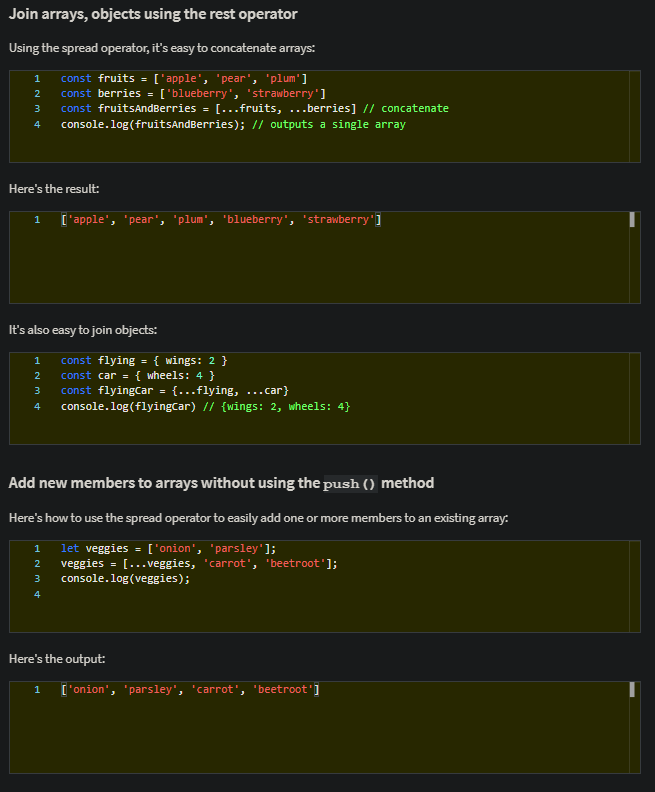 Join arrays, objects using the rest operator
Using the spread operator, it's easy to concatenate arrays:
1 const fruits = ['apple', 'pear', 'plum']
2 const berries = ['blueberry', 'strawberry']
3 const fruitsAndBerries = [...fruits, ...berries] // concatenate
4 console.log(fruitsAndBerries); // outputs a single array
Here's the result:
1 ['apple', 'pear', 'plum', 'blueberry', 'strawberry']
It's also easy to join objects:
1 const flying = { wings: 2 }
2 const car = { wheels: 4 }
3 const flyingCar = {...flying, ...car}
4 console.log(flyingCar) // {wings: 2, wheels: 4}
Add new members to arrays without using the push() method
Here's how to use the spread operator to easily add one or more members to an existing array:
1 let veggies = ['onion', 'parsley'];
2 veggies = [...veggies, 'carrot', 'beetroot'];
3 console.log(veggies);
4
Here's the output:
1 ['onion', 'parsley', 'carrot', 'beetroot']